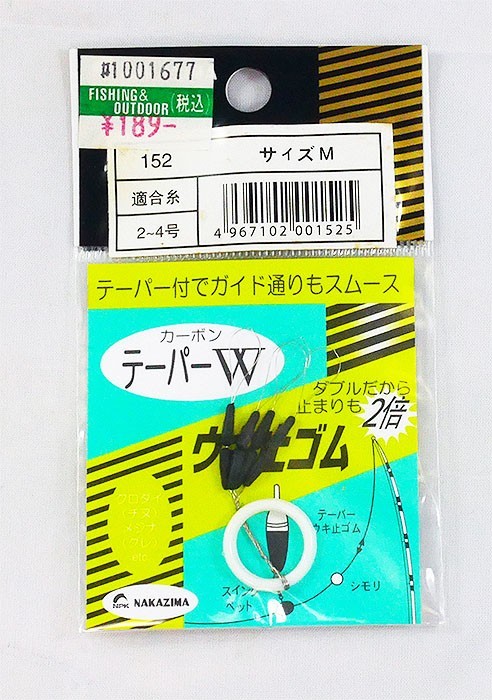 #1001677
FISHING &
OUTDOOR (税込)
¥189-
152
サイズM
適合糸
2~4号
4 967102 001525
テーパー付でガイド通りもスムース
カーボン
テーパーW
ダブルだから
止まりも2倍
ウキ止ゴム
クロダイ
(チヌ)
メジナ
(グレ)
etc
テーパー
ウキ止ゴム
シモリ
スイン
ベット
NPK NAKAZIMA